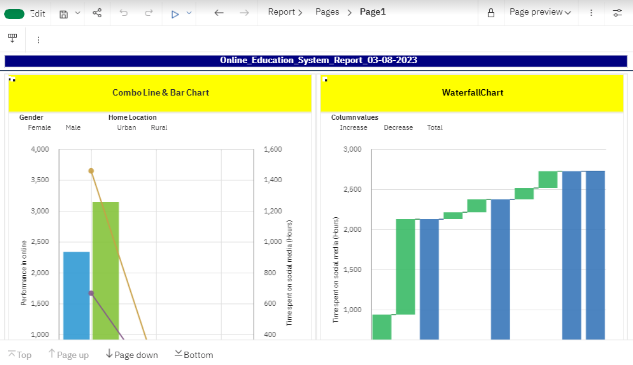 Edit
Report > Pages > Page1
Page preview
Online_Education_System_Report_03-08-2023
Combo Line & Bar Chart
Gender Home Location
Female Male Urban Rural
4,000
3,500
3,000
2,500
2,000
1,600
1,000
Performance in online
1,600
1,400
1,200
1,000
800
600
400
Time spent on social media (Hours)
WaterfallChart
Column values
Increase Decrease Total
3,000
2,500
2,000
1,500
1,000
Time spent on social media (Hours)
Top Page up Page down Bottom